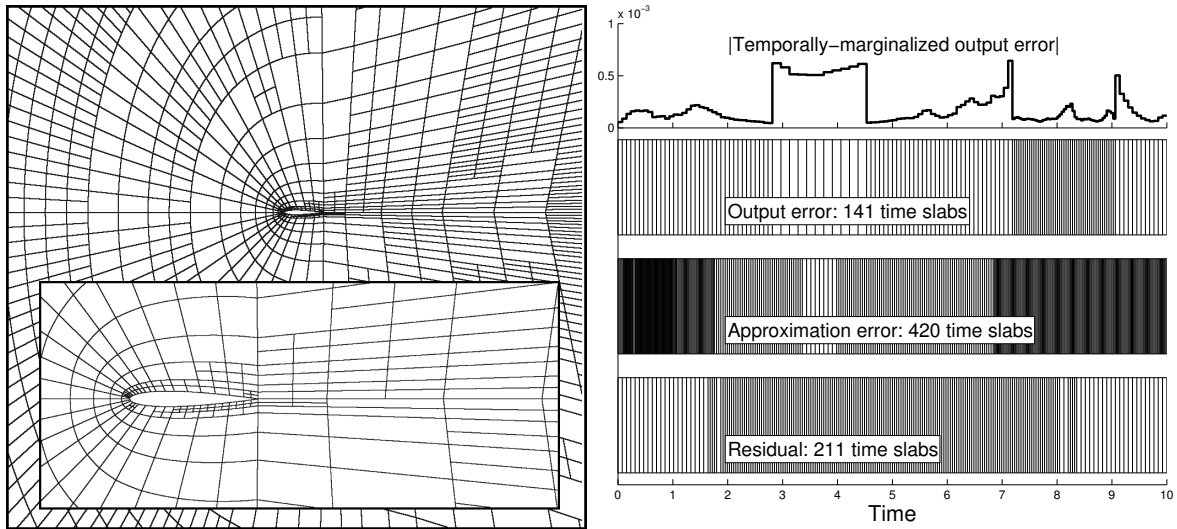 1
x 10⁻³
|Temporally−marginalized output error|
0.5
0
Output error: 141 time slabs
Approximation error: 420 time slabs
Residual: 211 time slabs
0 1 2 3 4 5 6 7 8 9 10
Time